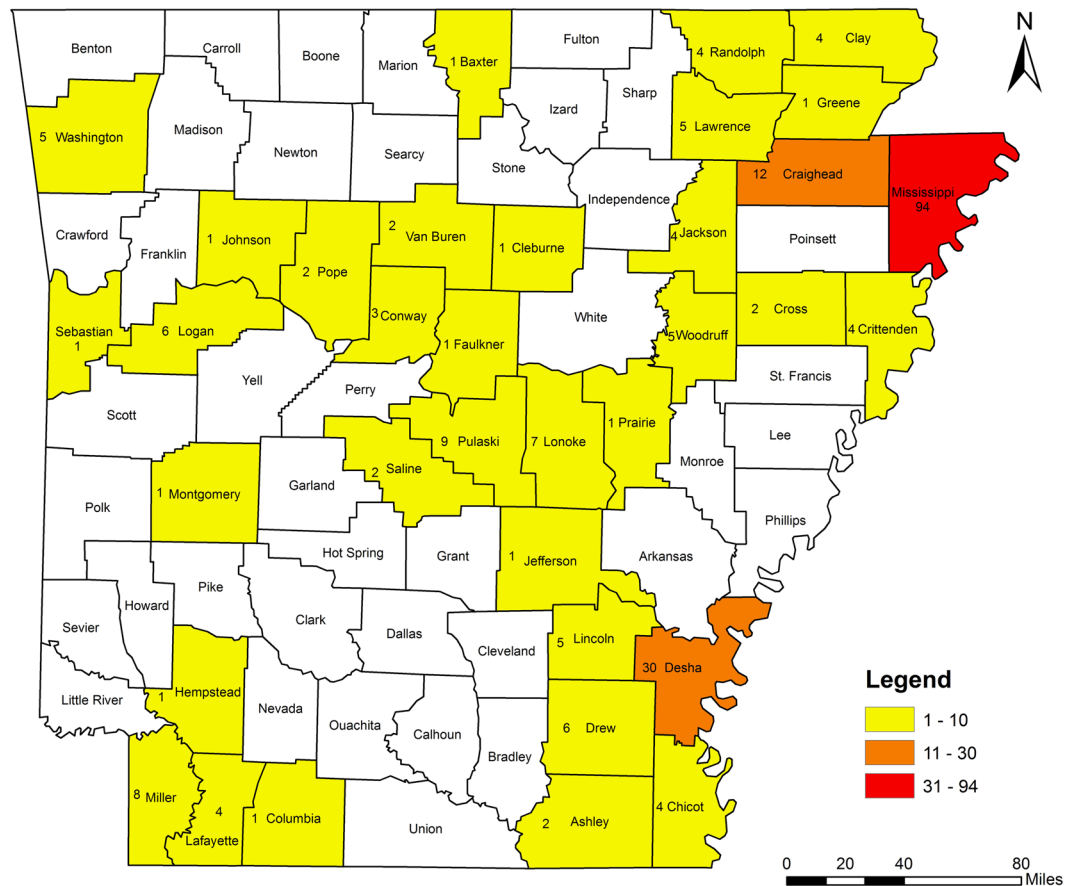 N
Benton
Carroll
Boone
Marion
1 Baxter
Fulton
4 Randolph
4 Clay
Sharp
Izard
1 Greene
5 Washington
Madison
Newton
Searcy
Stone
5 Lawrence
12 Craighead
Mississippi
94
Independence
Crawford
Franklin
1 Johnson
2 Pope
2
Van Buren
1 Cleburne
4 Jackson
Poinsett
Sebastian
1
6 Logan
3 Conway
1 Faulkner
White
5 Woodruff
2 Cross
4 Crittenden
Yell
Perry
St. Francis
Scott
9 Pulaski
7 Lonoke
1 Prairie
Lee
2 Saline
Monroe
Polk
1 Montgomery
Garland
Phillips
Hot Spring
Grant
1 Jefferson
Arkansas
Howard
Pike
Sevier
Clark
Dallas
Cleveland
5 Lincoln
30 Desha
Little River
1 Hempstead
Nevada
Ouachita
Calhoun
Bradley
6 Drew
8 Miller
4
Lafayette
1 Columbia
Union
2 Ashley
4 Chicot
Legend
1 - 10
11 - 30
31 - 94
0 20 40 80
Miles